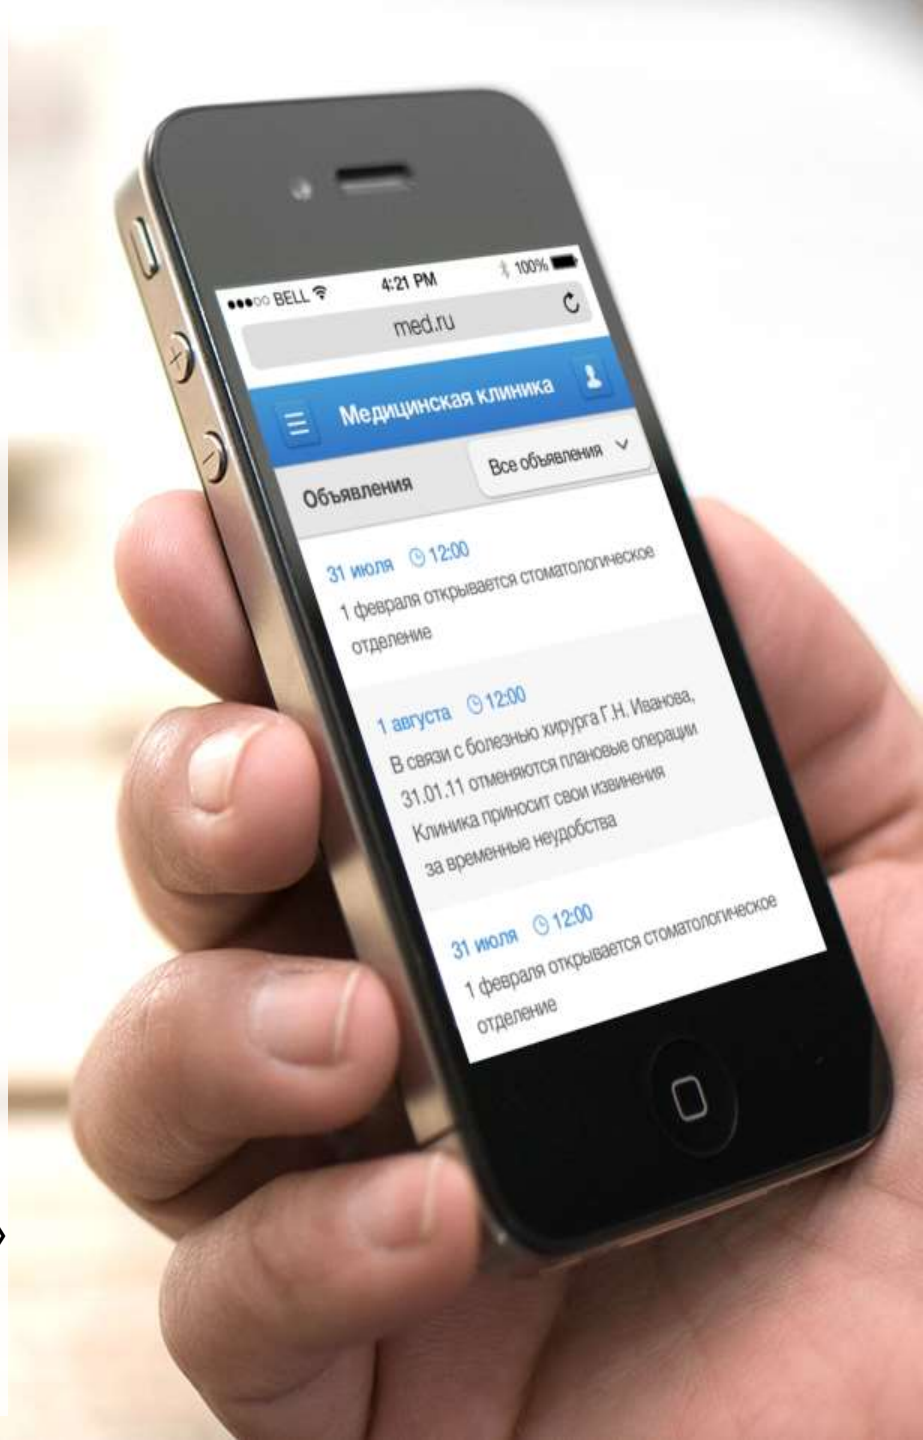 BELL 4:21 PM 100%
med.ru
Медицинская клиника
Объявления Все объявления
31 июля 12:00
1 февраля открывается стоматологическое
отделение
1 августа 12:00
В связи с болезнью хирурга Г.Н. Иванова,
31.01.11 отменяются плановые операции
Клиника приносит свои извинения
за временные неудобства
31 июля 12:00
1 февраля открывается стоматологическое
отделение